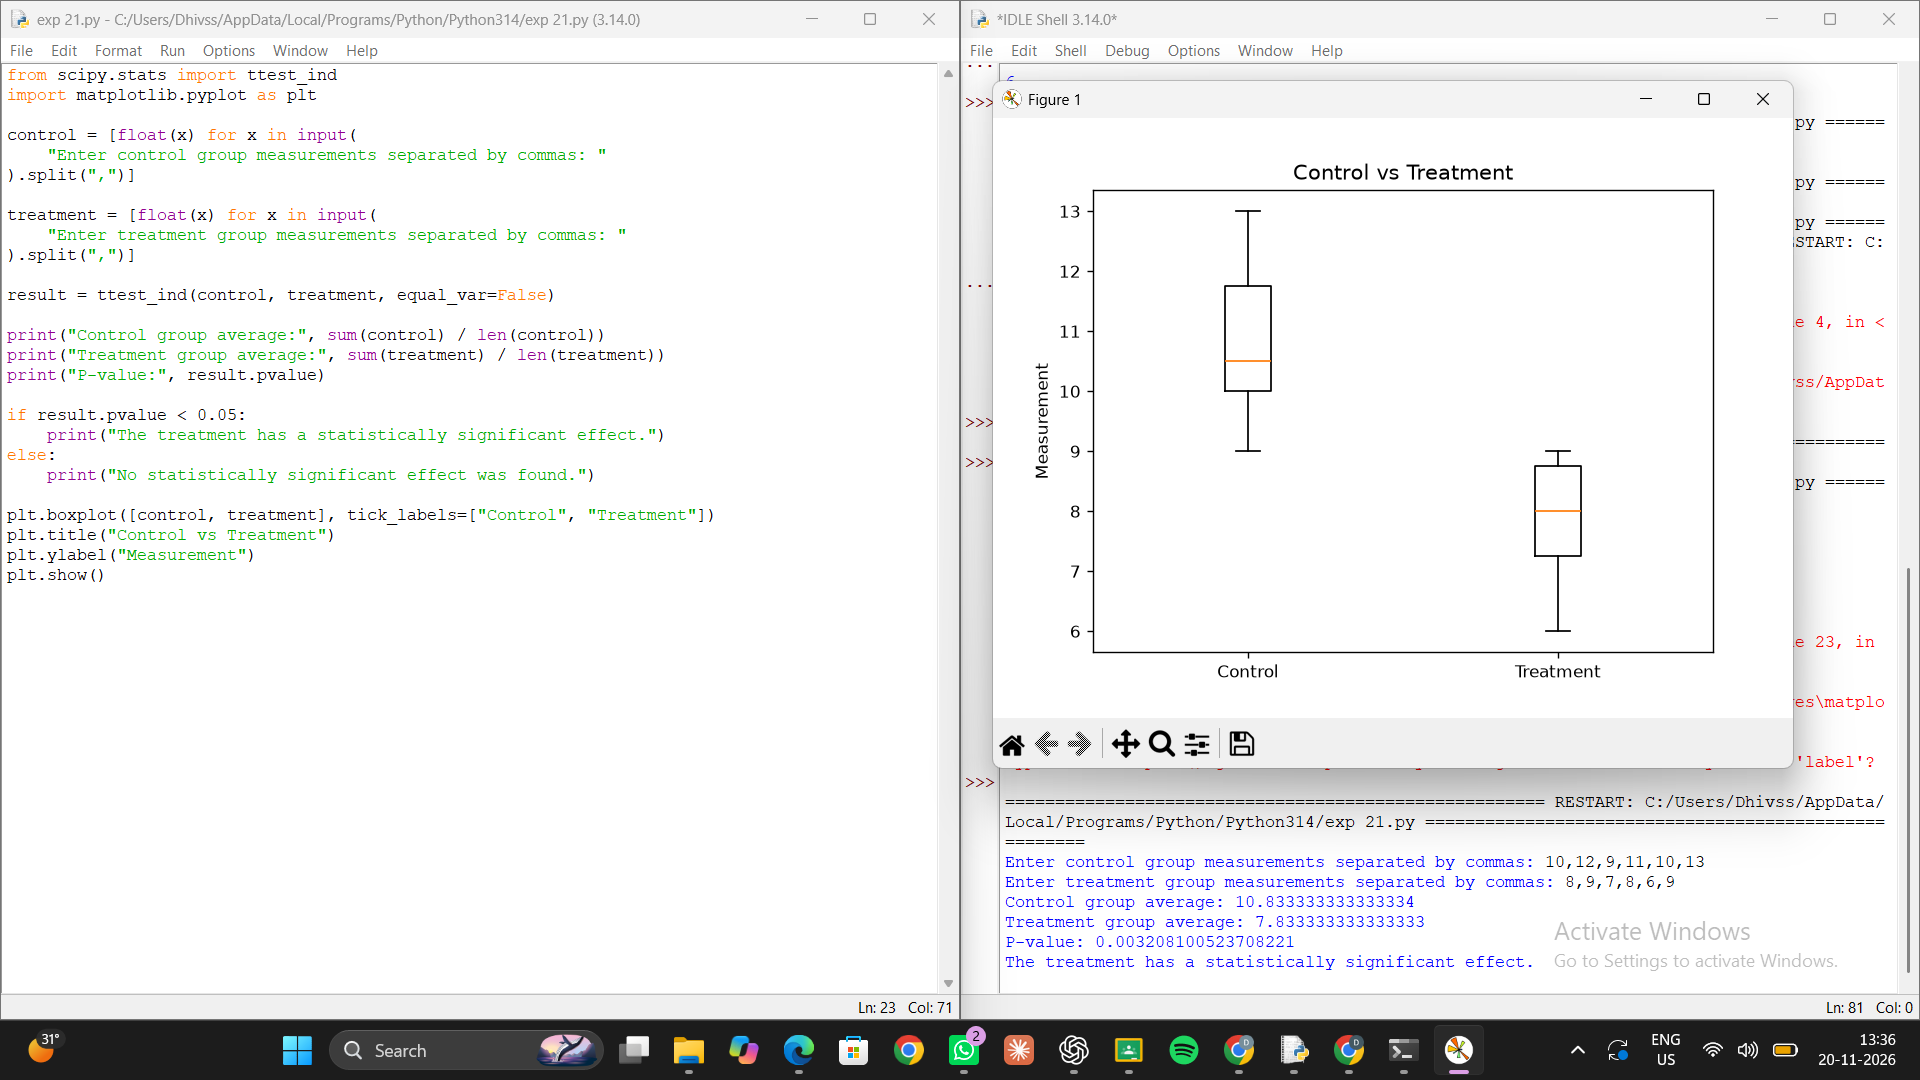 exp 21.py - C:/Users/Dhivss/AppData/Local/Programs/Python/Python314/exp 21.py (3.14.0)
File Edit Format Run Options Window Help
from scipy.stats import ttest_ind
import matplotlib.pyplot as plt
control = [float(x) for x in input(
"Enter control group measurements separated by commas: "
).split(",")]
treatment = [float(x) for x in input(
"Enter treatment group measurements separated by commas: "
).split(",")]
result = ttest_ind(control, treatment, equal_var=False)
print("Control group average:", sum(control) / len(control))
print("Treatment group average:", sum(treatment) / len(treatment))
print("P-value:", result.pvalue)
if result.pvalue < 0.05:
print("The treatment has a statistically significant effect.")
else:
print("No statistically significant effect was found.")
plt.boxplot([control, treatment], tick_labels=["Control", "Treatment"])
plt.title("Control vs Treatment")
plt.ylabel("Measurement")
plt.show()
Ln: 23 Col: 71
*IDLE Shell 3.14.0*
File Edit Shell Debug Options Window Help
...
>>>
py ======
py ======
py ======
START: C:
...
e 4, in <
ss/AppDat
>>>
=========
>>>
py ======
e 23, in
es\matplo
'label'?
Figure 1
Control vs Treatment
Measurement
13
12
11
10
9
8
7
6
Control Treatment
>>>
====================================================== RESTART: C:/Users/Dhivss/AppData/
Local/Programs/Python/Python314/exp 21.py ==============================================
========
Enter control group measurements separated by commas: 10,12,9,11,10,13
Enter treatment group measurements separated by commas: 8,9,7,8,6,9
Control group average: 10.833333333333334
Treatment group average: 7.833333333333333
P-value: 0.003208100523708221
The treatment has a statistically significant effect.
Activate Windows
Go to Settings to activate Windows.
Ln: 81 Col: 0
31°
Search
2
ENG
US
13:36
20-11-2026